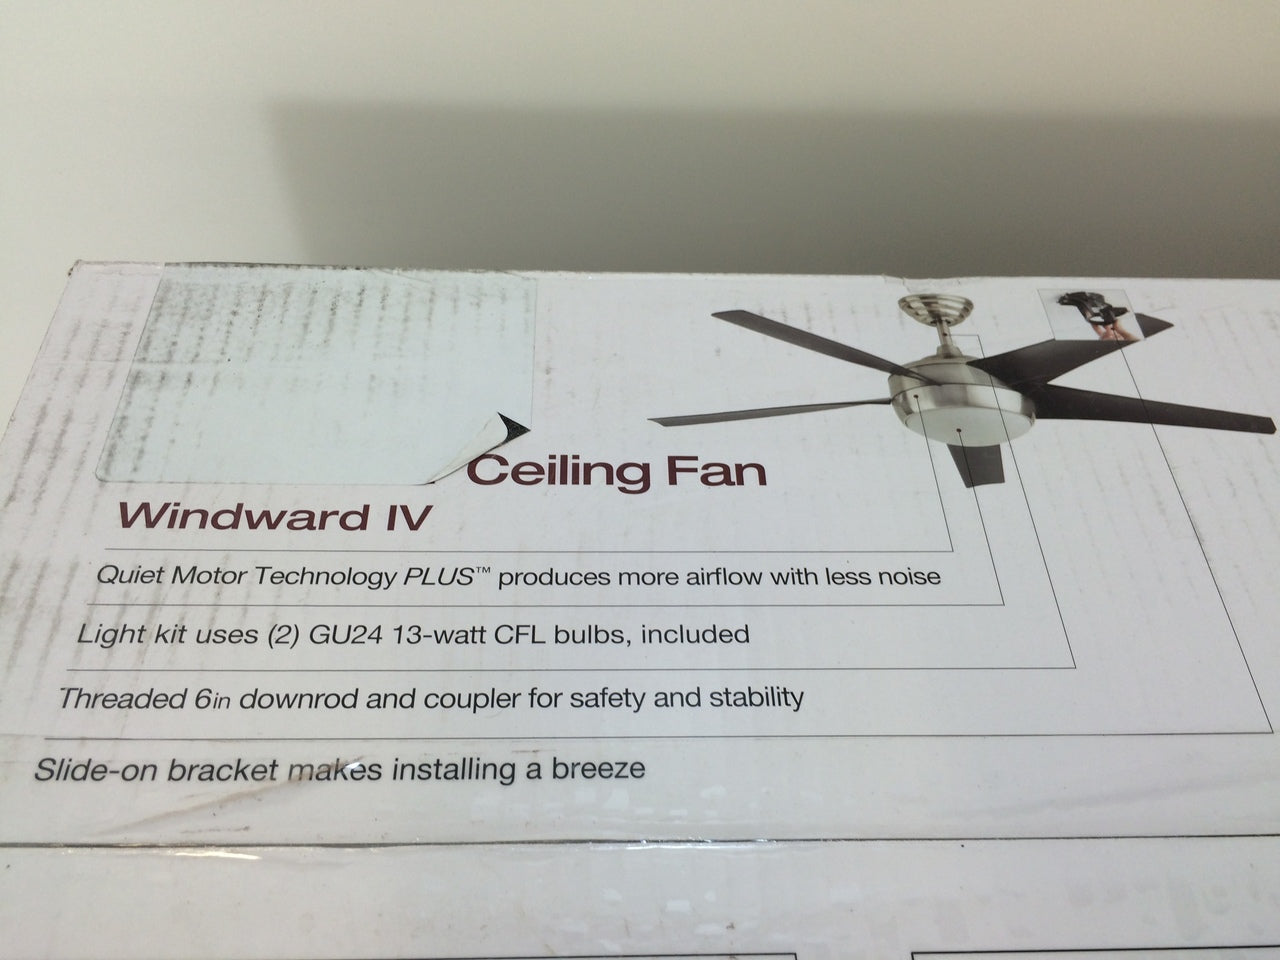 Ceiling Fan
Windward IV
Quiet Motor Technology PLUS™ produces more airflow with less noise
Light kit uses (2) GU24 13-watt CFL bulbs, included
Threaded 6in downrod and coupler for safety and stability
Slide-on bracket makes installing a breeze